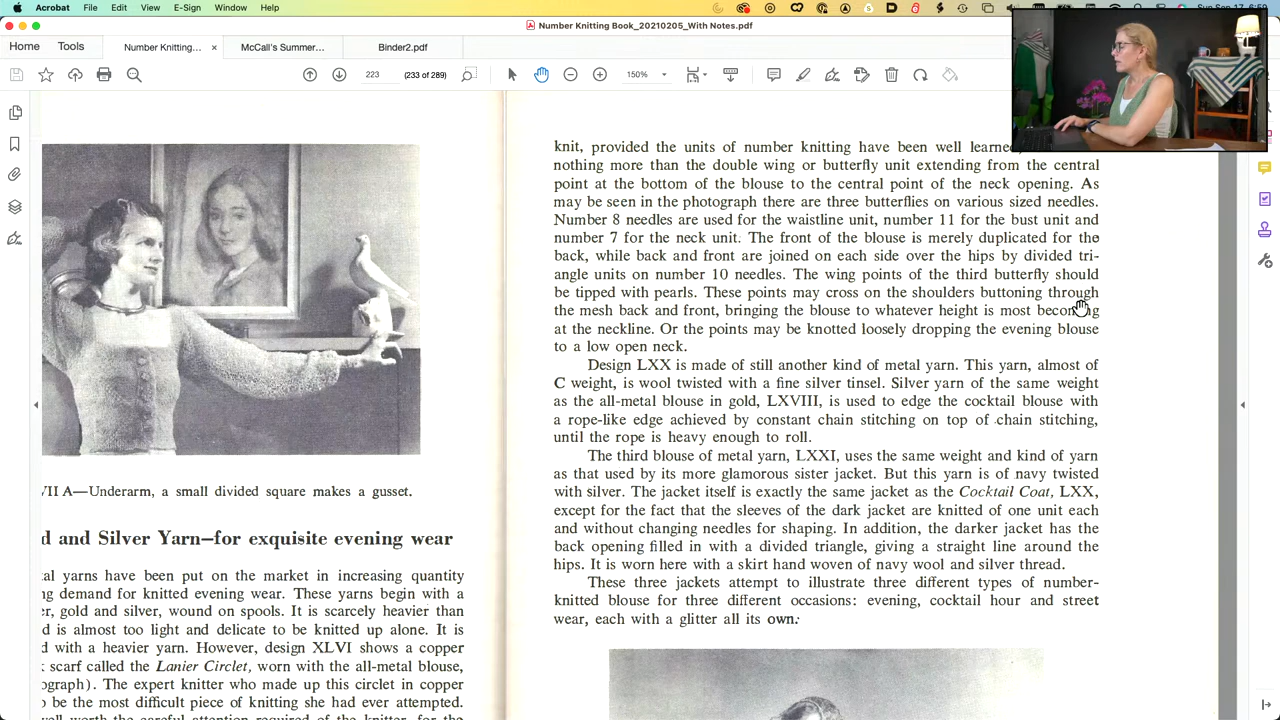 Acrobat File Edit E-Sign Window Help
Sun Sep 17 6:59
Number Knitting Book_20210205_With Notes.pdf
Home Tools Number Knitting... × McCall's Summer... Binder2.pdf
223 (233 of 289) 150%
VII A—Underarm, a small divided square makes a gusset.
d and Silver Yarn—for exquisite evening wear
tal yarns have been put on the market in increasing quantity
ng demand for knitted evening wear. These yarns begin with a
er, gold and silver, wound on spools. It is scarcely heavier than
d is almost too light and delicate to be knitted up alone. It is
d with a heavier yarn. However, design XLVI shows a copper
scarf called the Lanier Circlet, worn with the all-metal blouse,
ograph). The expert knitter who made up this circlet in copper
o be the most difficult piece of knitting she had ever attempted.
well worth the careful attention required of the knitter, for the
knit, provided the units of number knitting have been well learned,
nothing more than the double wing or butterfly unit extending from the central
point at the bottom of the blouse to the central point of the neck opening. As
may be seen in the photograph there are three butterflies on various sized needles.
Number 8 needles are used for the waistline unit, number 11 for the bust unit and
number 7 for the neck unit. The front of the blouse is merely duplicated for the
back, while back and front are joined on each side over the hips by divided tri-
angle units on number 10 needles. The wing points of the third butterfly should
be tipped with pearls. These points may cross on the shoulders buttoning through
the mesh back and front, bringing the blouse to whatever height is most becoming
at the neckline. Or the points may be knotted loosely dropping the evening blouse
to a low open neck.
Design LXX is made of still another kind of metal yarn. This yarn, almost of
C weight, is wool twisted with a fine silver tinsel. Silver yarn of the same weight
as the all-metal blouse in gold, LXVIII, is used to edge the cocktail blouse with
a rope-like edge achieved by constant chain stitching on top of chain stitching,
until the rope is heavy enough to roll.
The third blouse of metal yarn, LXXI, uses the same weight and kind of yarn
as that used by its more glamorous sister jacket. But this yarn is of navy twisted
with silver. The jacket itself is exactly the same jacket as the Cocktail Coat, LXX,
except for the fact that the sleeves of the dark jacket are knitted of one unit each
and without changing needles for shaping. In addition, the darker jacket has the
back opening filled in with a divided triangle, giving a straight line around the
hips. It is worn here with a skirt hand woven of navy wool and silver thread.
These three jackets attempt to illustrate three different types of number-
knitted blouse for three different occasions: evening, cocktail hour and street
wear, each with a glitter all its own.